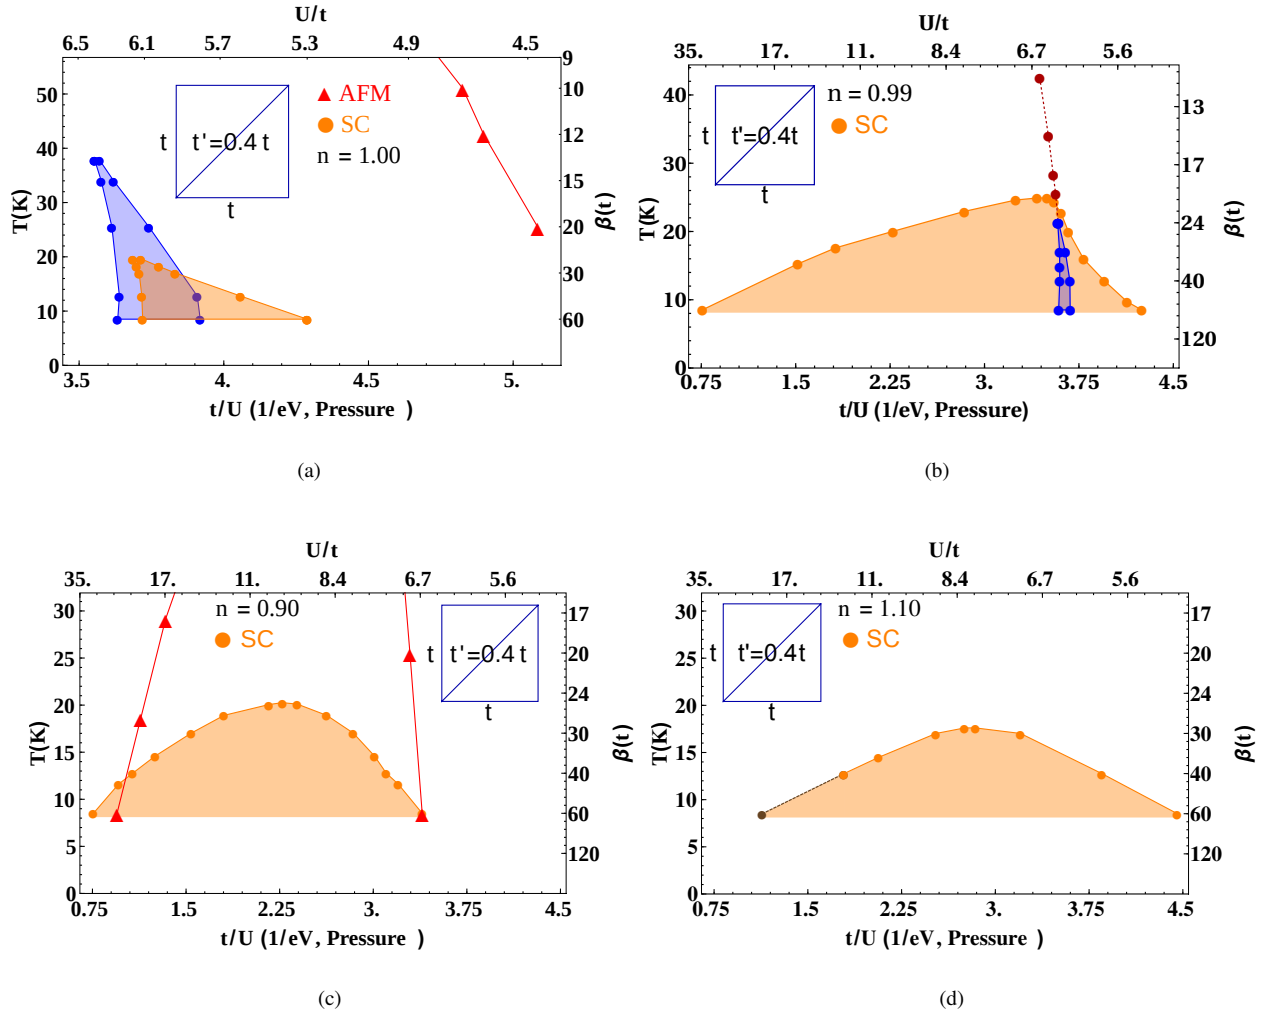 U/t
6.5 6.1 5.7 5.3 4.9 4.5
T(K)
50
40
30
20
10
0
t
t'=0.4 t
t
AFM
SC
n = 1.00
9
10
12
15
20
30
60
β(t)
3.5 4. 4.5 5.
t/U (1/eV, Pressure )
(a)
U/t
35. 17. 11. 8.4 6.7 5.6
T(K)
40
30
20
10
0
t
t'=0.4t
t
n = 0.99
SC
13
17
24
40
120
β(t)
0.75 1.5 2.25 3. 3.75 4.5
t/U (1/eV, Pressure)
(b)
U/t
35. 17. 11. 8.4 6.7 5.6
T(K)
30
25
20
15
10
5
0
n = 0.90
SC
t
t'=0.4 t
t
17
20
24
30
40
60
120
β(t)
0.75 1.5 2.25 3. 3.75 4.5
t/U (1/eV, Pressure )
(c)
U/t
35. 17. 11. 8.4 6.7 5.6
T(K)
30
25
20
15
10
5
0
t
t'=0.4t
t
n = 1.10
SC
17
20
24
30
40
60
120
β(t)
0.75 1.5 2.25 3. 3.75 4.5
t/U (1/eV, Pressure )
(d)